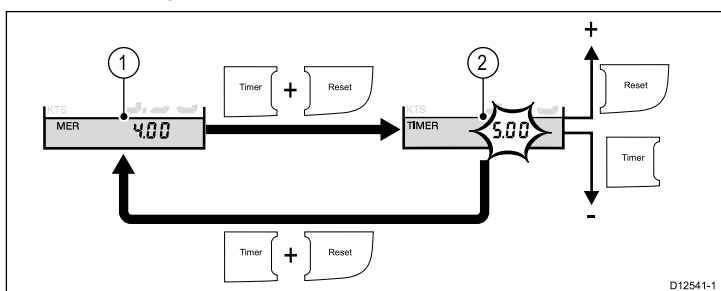 +
1
2
Timer + Reset
Reset
KTS
KTS
MER 4.00
TIMER 5.00
Timer
-
Timer + Reset
D12541-1